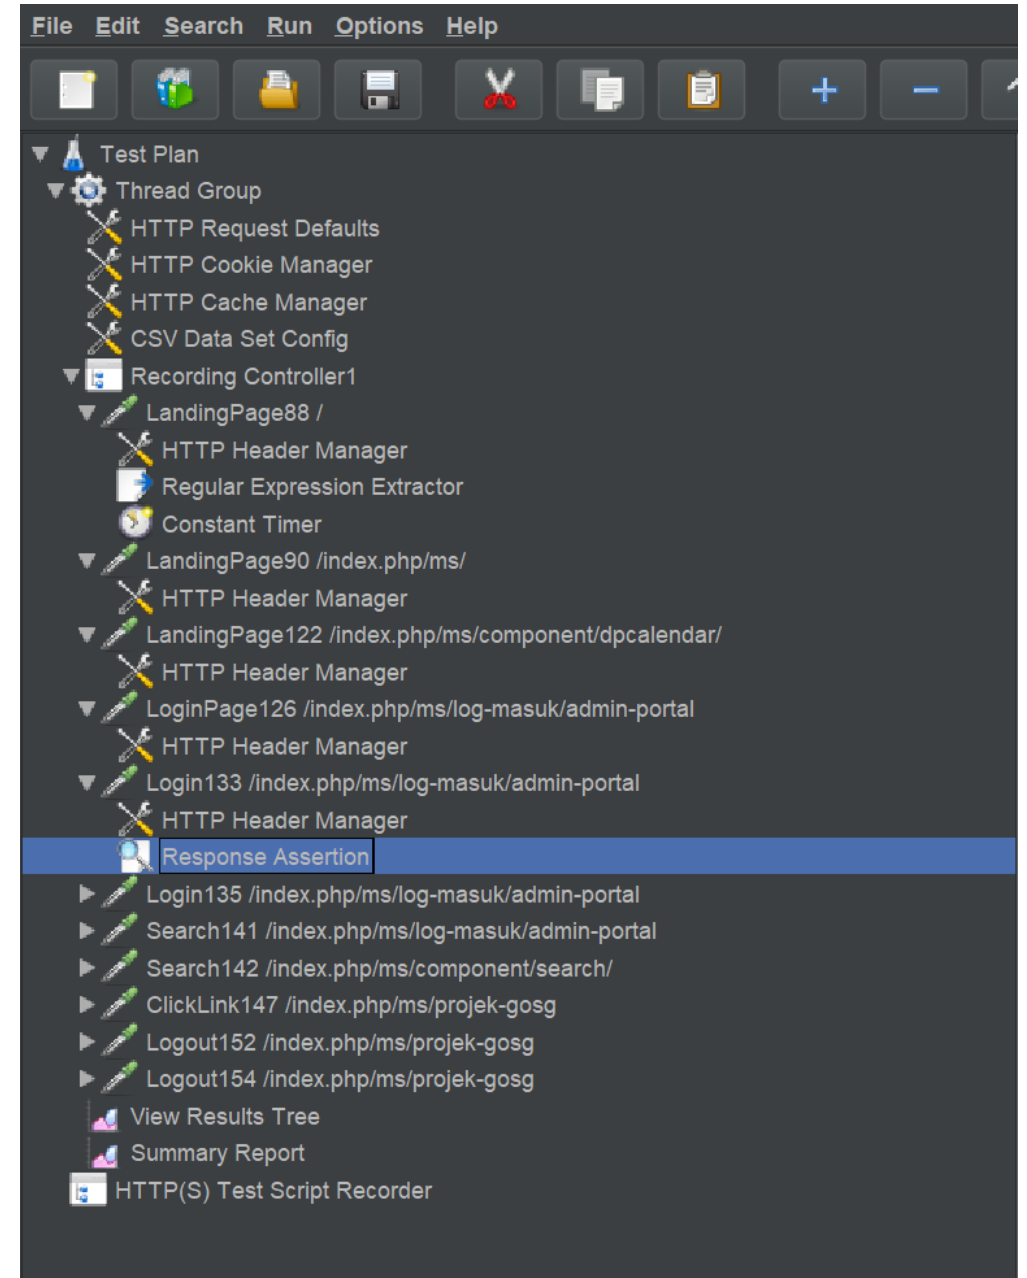 File Edit Search Run Options Help
Test Plan
Thread Group
HTTP Request Defaults
HTTP Cookie Manager
HTTP Cache Manager
CSV Data Set Config
Recording Controller1
LandingPage88 /
HTTP Header Manager
Regular Expression Extractor
Constant Timer
LandingPage90 /index.php/ms/
HTTP Header Manager
LandingPage122 /index.php/ms/component/dpcalendar/
HTTP Header Manager
LoginPage126 /index.php/ms/log-masuk/admin-portal
HTTP Header Manager
Login133 /index.php/ms/log-masuk/admin-portal
HTTP Header Manager
Response Assertion
Login135 /index.php/ms/log-masuk/admin-portal
Search141 /index.php/ms/log-masuk/admin-portal
Search142 /index.php/ms/component/search/
ClickLink147 /index.php/ms/projek-gosg
Logout152 /index.php/ms/projek-gosg
Logout154 /index.php/ms/projek-gosg
View Results Tree
Summary Report
HTTP(S) Test Script Recorder